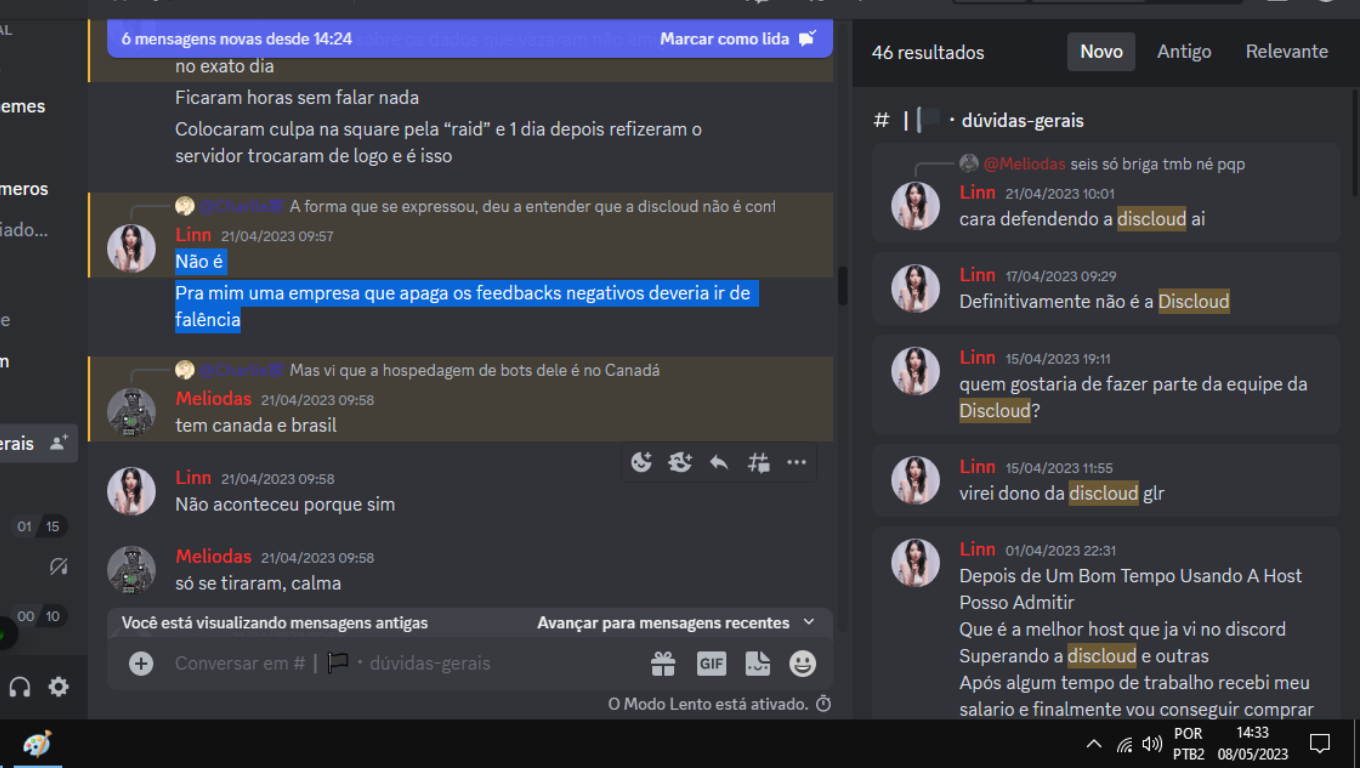 AL
emes
meros
iado...
e
m
erais
01 15
00 10
6 mensagens novas desde 14:24
Marcar como lida
sobre os dados que vazaram não
no exato dia
Ficaram horas sem falar nada
Colocaram culpa na square pela “raid” e 1 dia depois refizeram o
servidor trocaram de logo e é isso
@Charlie A forma que se expressou, deu a entender que a discloud não é conf
Linn 21/04/2023 09:57
Não é
Pra mim uma empresa que apaga os feedbacks negativos deveria ir de
falência
@Charlie Mas vi que a hospedagem de bots dele é no Canadá
Meliodas 21/04/2023 09:58
tem canada e brasil
Linn 21/04/2023 09:58
Não aconteceu porque sim
Meliodas 21/04/2023 09:58
só se tiraram, calma
Você está visualizando mensagens antigas
Avançar para mensagens recentes
Conversar em # | · dúvidas-gerais
GIF
O Modo Lento está ativado.
46 resultados
Novo
Antigo
Relevante
# | · dúvidas-gerais
@Meliodas seis só briga tmb né pqp
Linn 21/04/2023 10:01
cara defendendo a discloud ai
Linn 17/04/2023 09:29
Definitivamente não é a Discloud
Linn 15/04/2023 19:11
quem gostaria de fazer parte da equipe da
Discloud?
Linn 15/04/2023 11:55
virei dono da discloud glr
Linn 01/04/2023 22:31
Depois de Um Bom Tempo Usando A Host
Posso Admitir
Que é a melhor host que ja vi no discord
Superando a discloud e outras
Após algum tempo de trabalho recebi meu
salario e finalmente vou conseguir comprar
POR
PTB2
14:33
08/05/2023